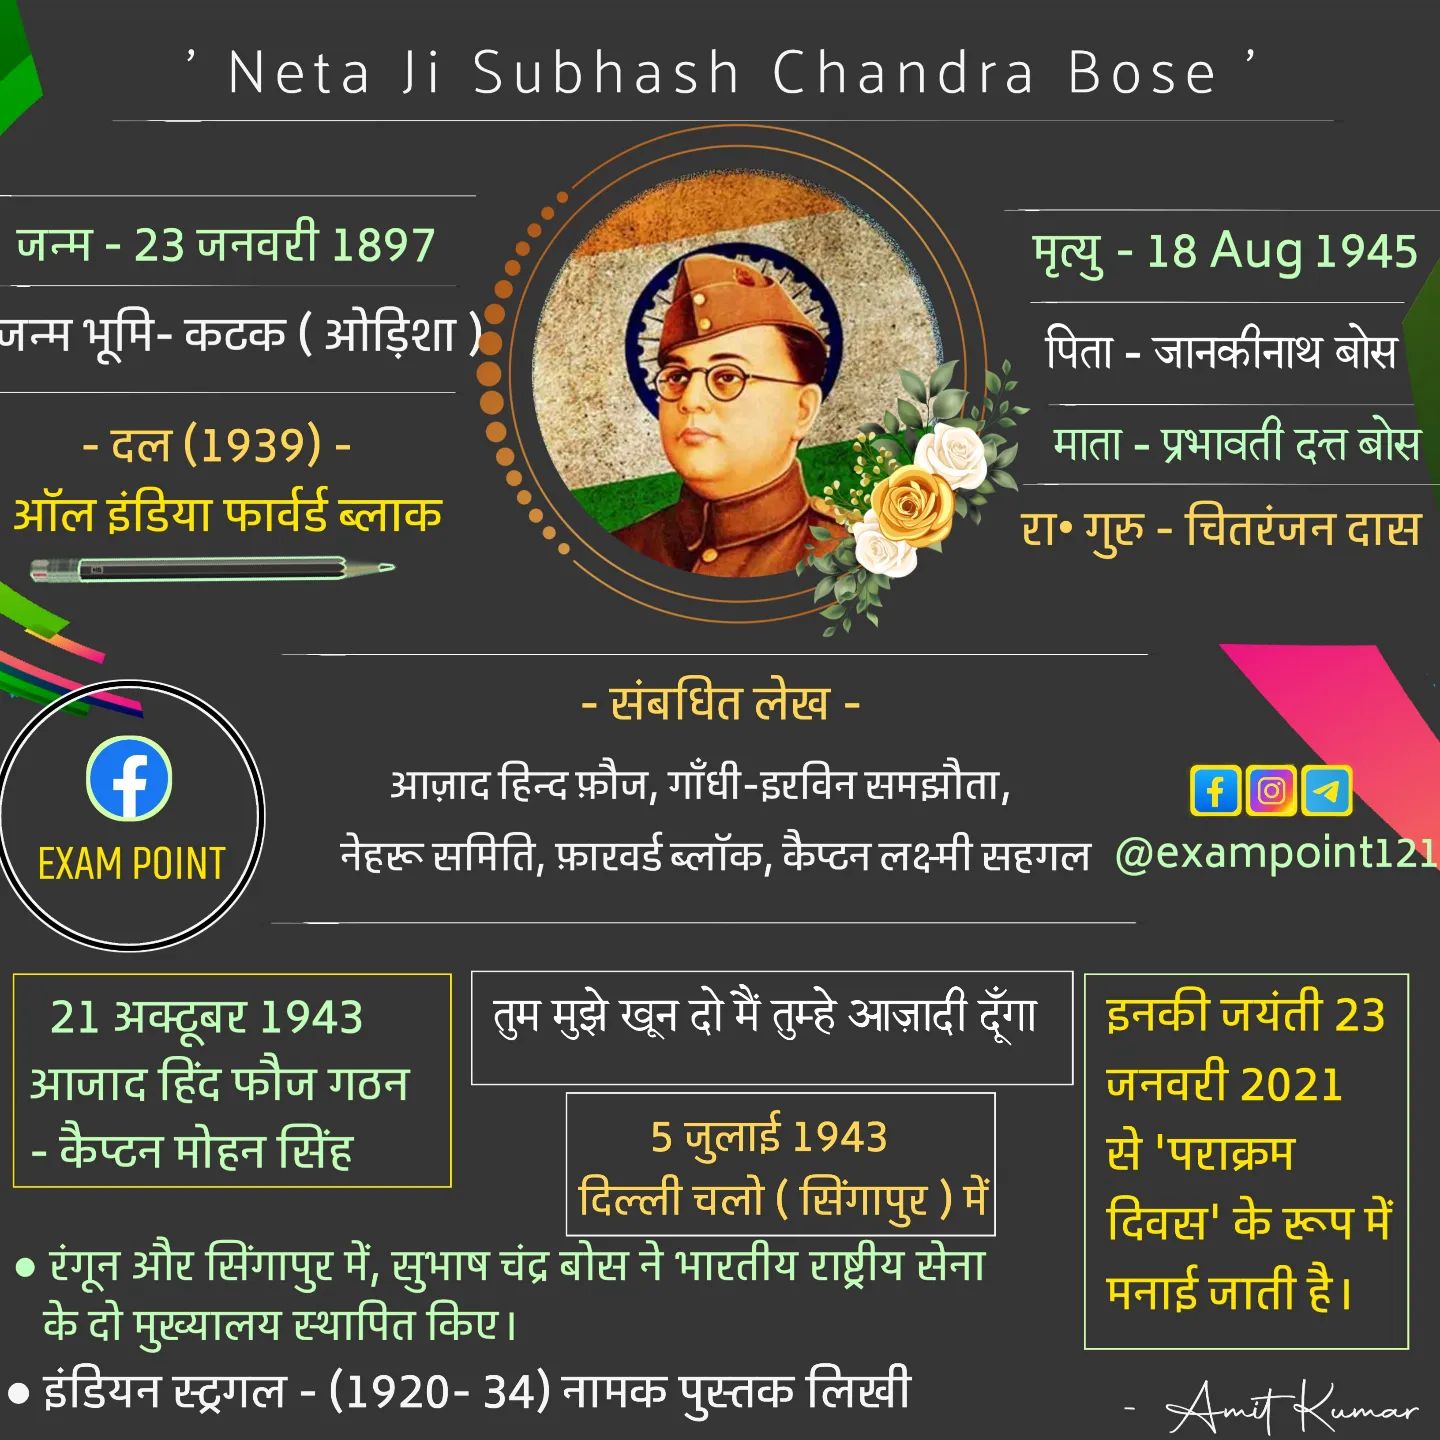 ' Neta Ji Subhash Chandra Bose '
जन्म - 23 जनवरी 1897
जन्म भूमि- कटक ( ओड़िशा )
- दल (1939) -
ऑल इंडिया फार्वर्ड ब्लाक
मृत्यु - 18 Aug 1945
पिता - जानकीनाथ बोस
माता - प्रभावती दत्त बोस
रा• गुरु - चितरंजन दास
- संबधित लेख -
आज़ाद हिन्द फ़ौज, गाँधी-इरविन समझौता,
नेहरू समिति, फ़ारवर्ड ब्लॉक, कैप्टन लक्ष्मी सहगल
EXAM POINT
@exampoint121
21 अक्टूबर 1943
आजाद हिंद फौज गठन
- कैप्टन मोहन सिंह
तुम मुझे खून दो मैं तुम्हे आज़ादी दूँगा
5 जुलाई 1943
दिल्ली चलो ( सिंगापुर ) में
इनकी जयंती 23
जनवरी 2021
से 'पराक्रम
दिवस' के रूप में
मनाई जाती है।
• रंगून और सिंगापुर में, सुभाष चंद्र बोस ने भारतीय राष्ट्रीय सेना
के दो मुख्यालय स्थापित किए।
• इंडियन स्ट्रगल - (1920- 34) नामक पुस्तक लिखी
- Amit Kumar